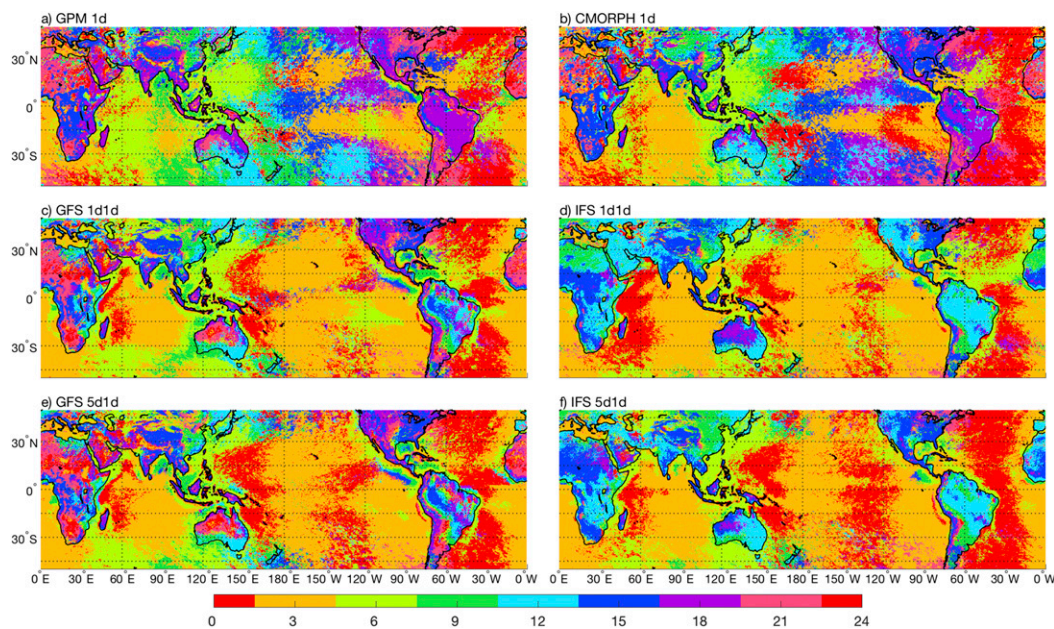 a) GPM 1d
b) CMORPH 1d
30° N
0°
30° S
c) GFS 1d1d
d) IFS 1d1d
30° N
0°
30° S
e) GFS 5d1d
f) IFS 5d1d
30° N
0°
30° S
0° E 30° E 60° E 90° E 120° E 150° E 180° W 150° W 120° W 90° W 60° W 30° W 0° W 0° E 30° E 60° E 90° E 120° E 150° E 180° W 150° W 120° W 90° W 60° W 30° W 0° W
0 3 6 9 12 15 18 21 24